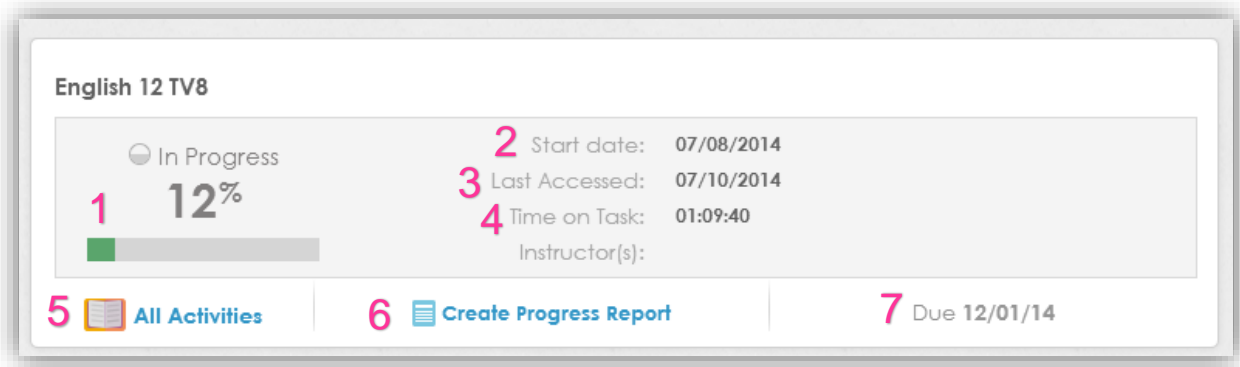 English 12 TV8
In Progress
1 12%
2 Start date: 07/08/2014
3 Last Accessed: 07/10/2014
4 Time on Task: 01:09:40
Instructor(s):
5 All Activities
6 Create Progress Report
7 Due 12/01/14